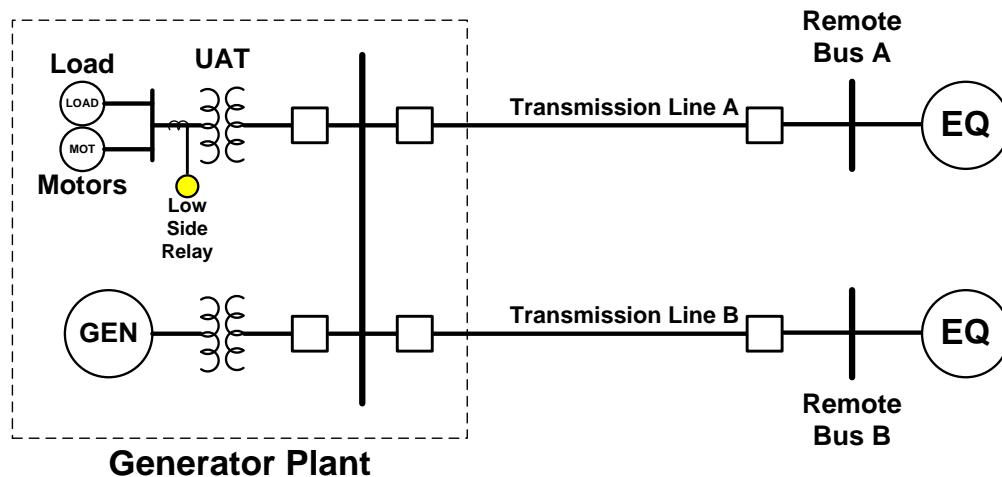 Remote
Bus A
Load
UAT
LOAD
Transmission Line A
EQ
MOT
Motors
Low
Side
Relay
GEN
Transmission Line B
EQ
Remote
Bus B
Generator Plant